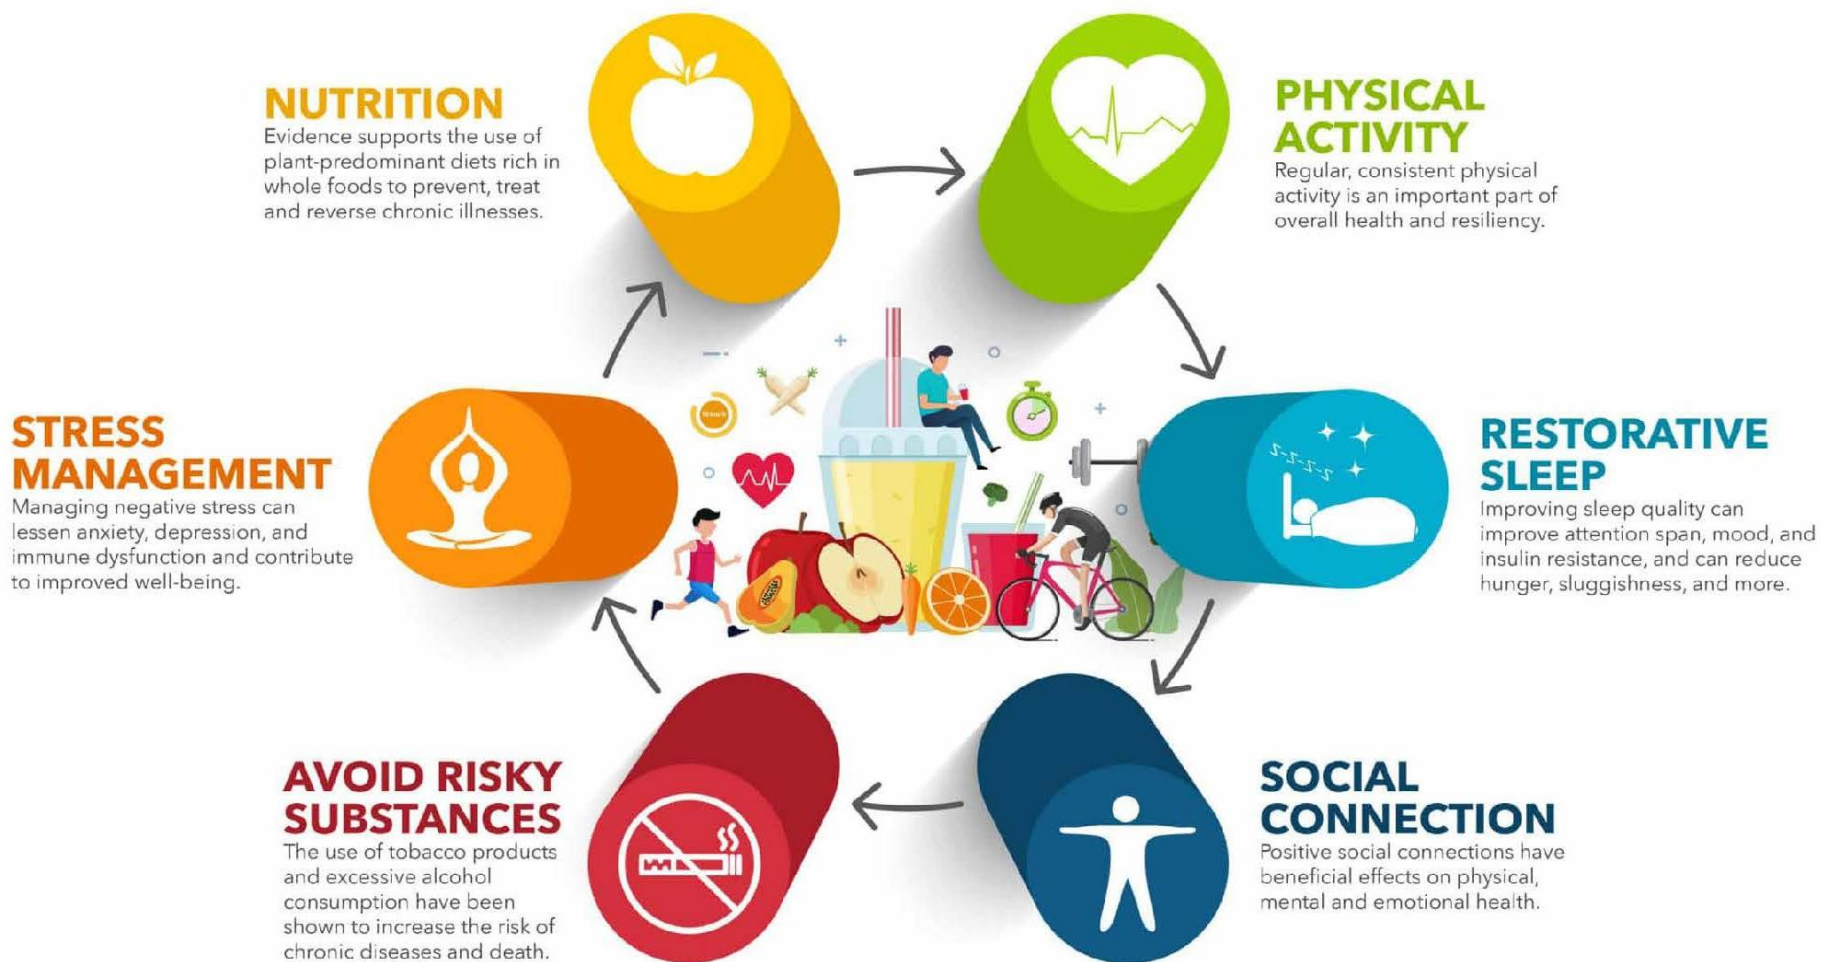 NUTRITION
Evidence supports the use of
plant-predominant diets rich in
whole foods to prevent, treat
and reverse chronic illnesses.
PHYSICAL
ACTIVITY
Regular, consistent physical
activity is an important part of
overall health and resiliency.
RESTORATIVE
SLEEP
Improving sleep quality can
improve attention span, mood, and
insulin resistance, and can reduce
hunger, sluggishness, and more.
z-z-z-z-z
SOCIAL
CONNECTION
Positive social connections have
beneficial effects on physical,
mental and emotional health.
AVOID RISKY
SUBSTANCES
The use of tobacco products
and excessive alcohol
consumption have been
shown to increase the risk of
chronic diseases and death.
STRESS
MANAGEMENT
Managing negative stress can
lessen anxiety, depression, and
immune dysfunction and contribute
to improved well-being.